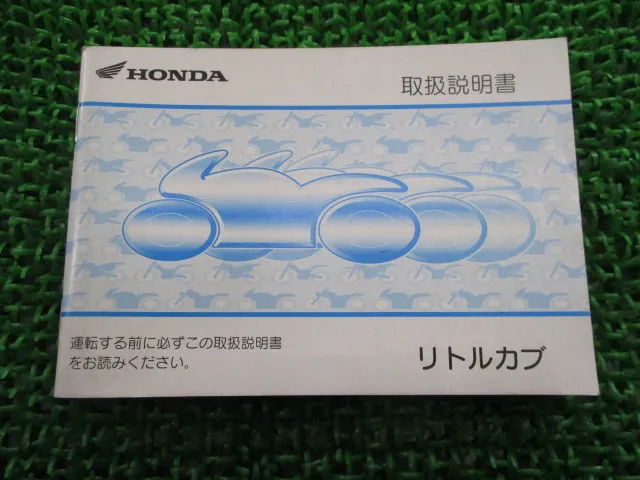 HONDA
取扱説明書
運転する前に必ずこの取扱説明書
をお読みください。
リトルカブ